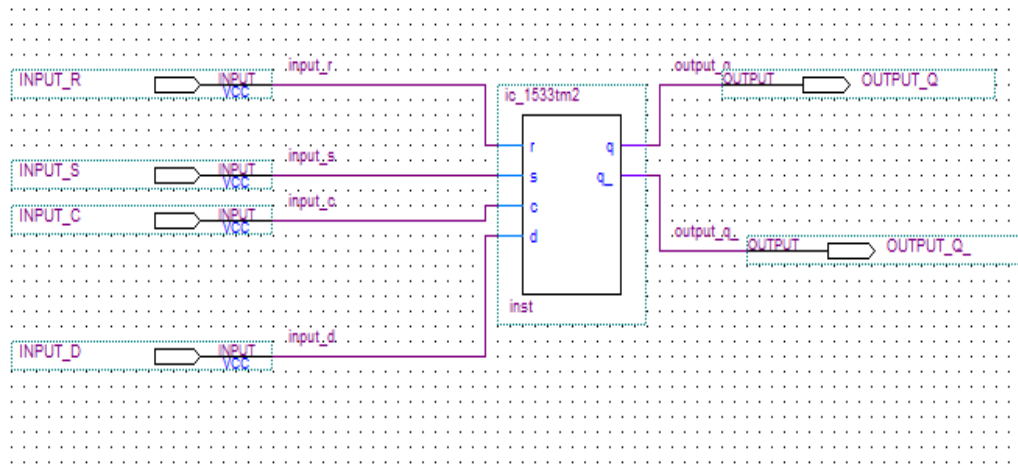 INPUT_R
INPUT
VCC
input_r
INPUT_S
INPUT
VCC
input_s
INPUT_C
INPUT
VCC
input_c
INPUT_D
INPUT
VCC
input_d
ic_1533tm2
r
s
c
d
q
q_
inst
output_q
OUTPUT
OUTPUT_Q
output_q_
OUTPUT
OUTPUT_Q_